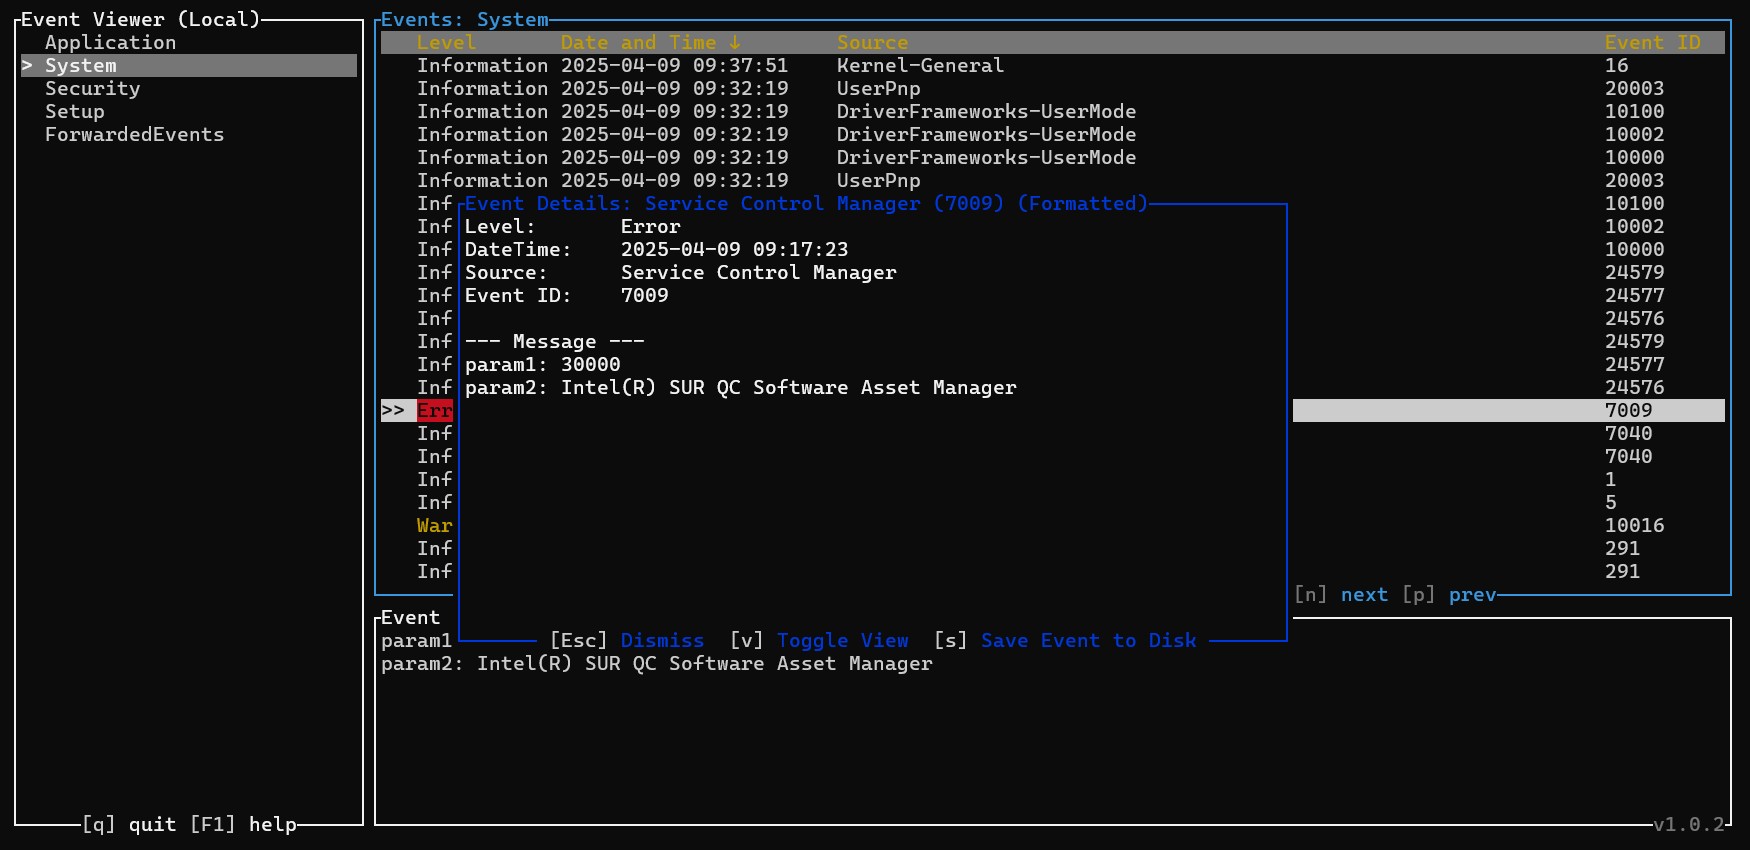 Event Viewer (Local)
Application
> System
Security
Setup
ForwardedEvents
[q] quit [F1] help
Events: System
Level Date and Time ↓ Source Event ID
Information 2025-04-09 09:37:51 Kernel-General 16
Information 2025-04-09 09:32:19 UserPnp 20003
Information 2025-04-09 09:32:19 DriverFrameworks-UserMode 10100
Information 2025-04-09 09:32:19 DriverFrameworks-UserMode 10002
Information 2025-04-09 09:32:19 DriverFrameworks-UserMode 10000
Information 2025-04-09 09:32:19 UserPnp 20003
Inf 10100
Inf 10002
Inf 10000
Inf 24579
Inf 24577
Inf 24576
Inf 24579
Inf 24577
Inf 24576
>> Err 7009
Inf 7040
Inf 7040
Inf 1
Inf 5
War 10016
Inf 291
Inf 291
[n] next [p] prev
Event Details: Service Control Manager (7009) (Formatted)
Level: Error
DateTime: 2025-04-09 09:17:23
Source: Service Control Manager
Event ID: 7009
--- Message ---
param1: 30000
param2: Intel(R) SUR QC Software Asset Manager
[Esc] Dismiss [v] Toggle View [s] Save Event to Disk
Event
param1
param2: Intel(R) SUR QC Software Asset Manager
v1.0.2